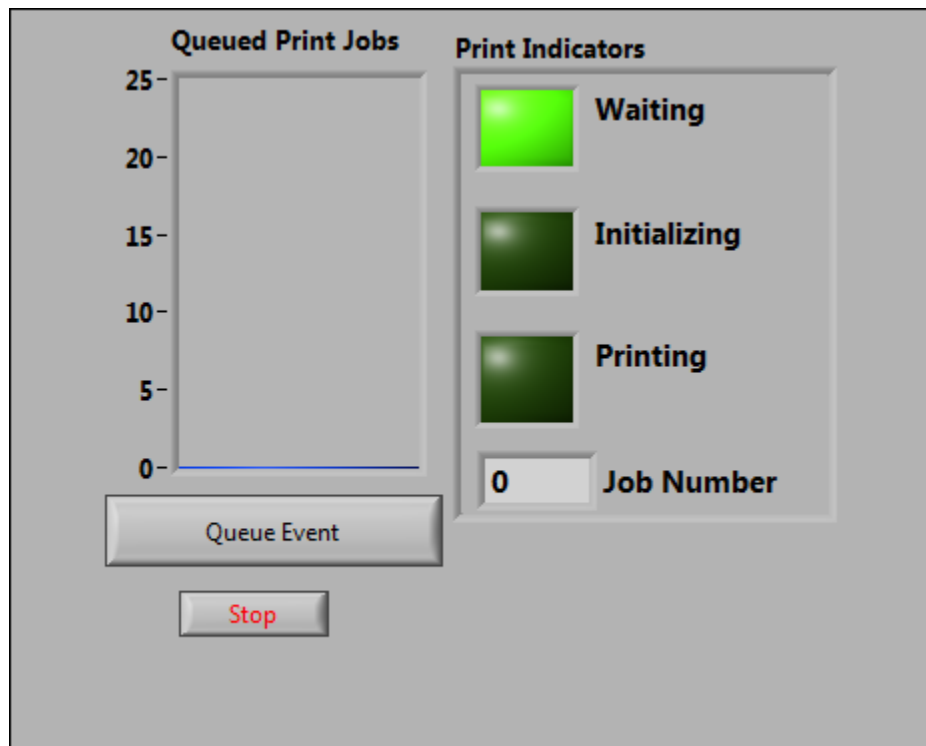 Queued Print Jobs
25
20
15
10
5
0
Queue Event
Stop
Print Indicators
Waiting
Initializing
Printing
0 Job Number